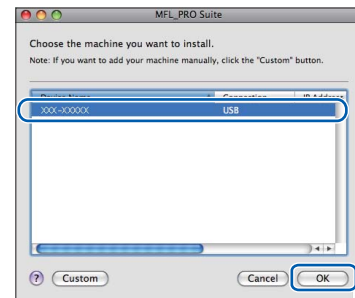 MFL_PRO Suite
Choose the machine you want to install.
Note: If you want to add your machine manually, click the "Custom" button.
Device Name Connection IP Address
XXX-XXXXX USB
? Custom Cancel OK